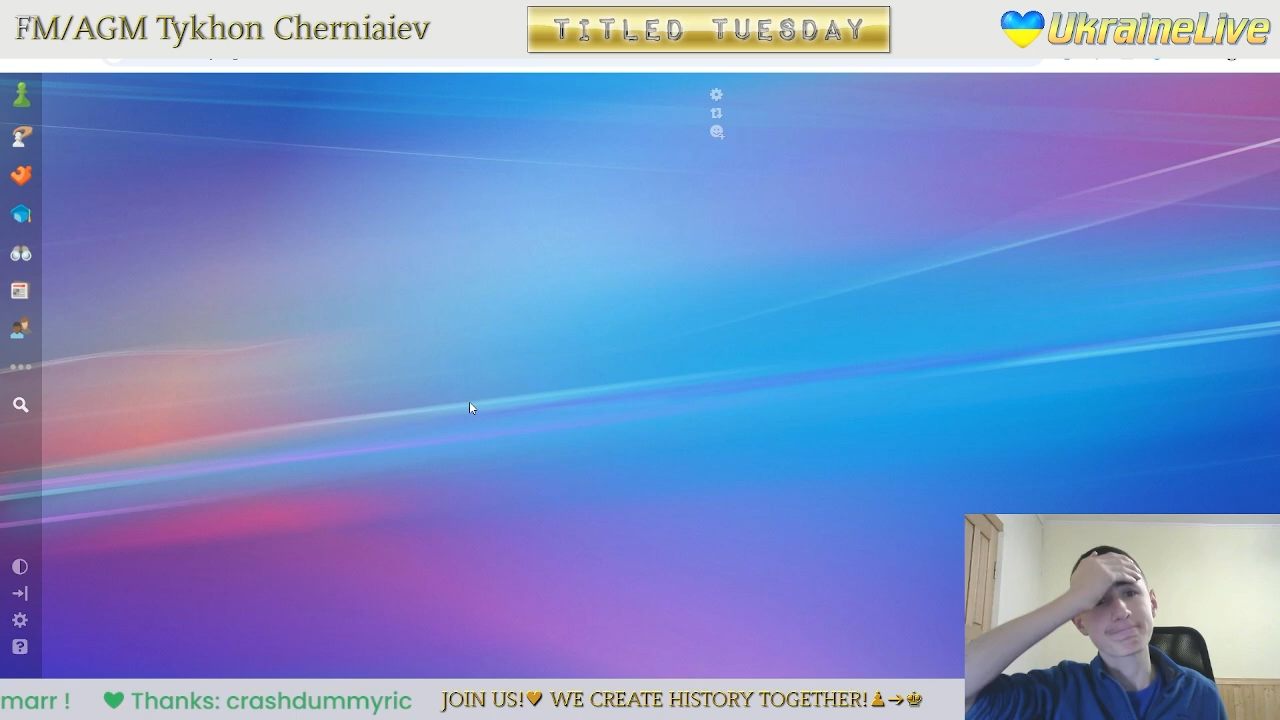 FM/AGM Tykhon Cherniaiev
TITLED TUESDAY
UkraineLive
marr !
Thanks: crashdummyric
JOIN US! WE CREATE HISTORY TOGETHER!